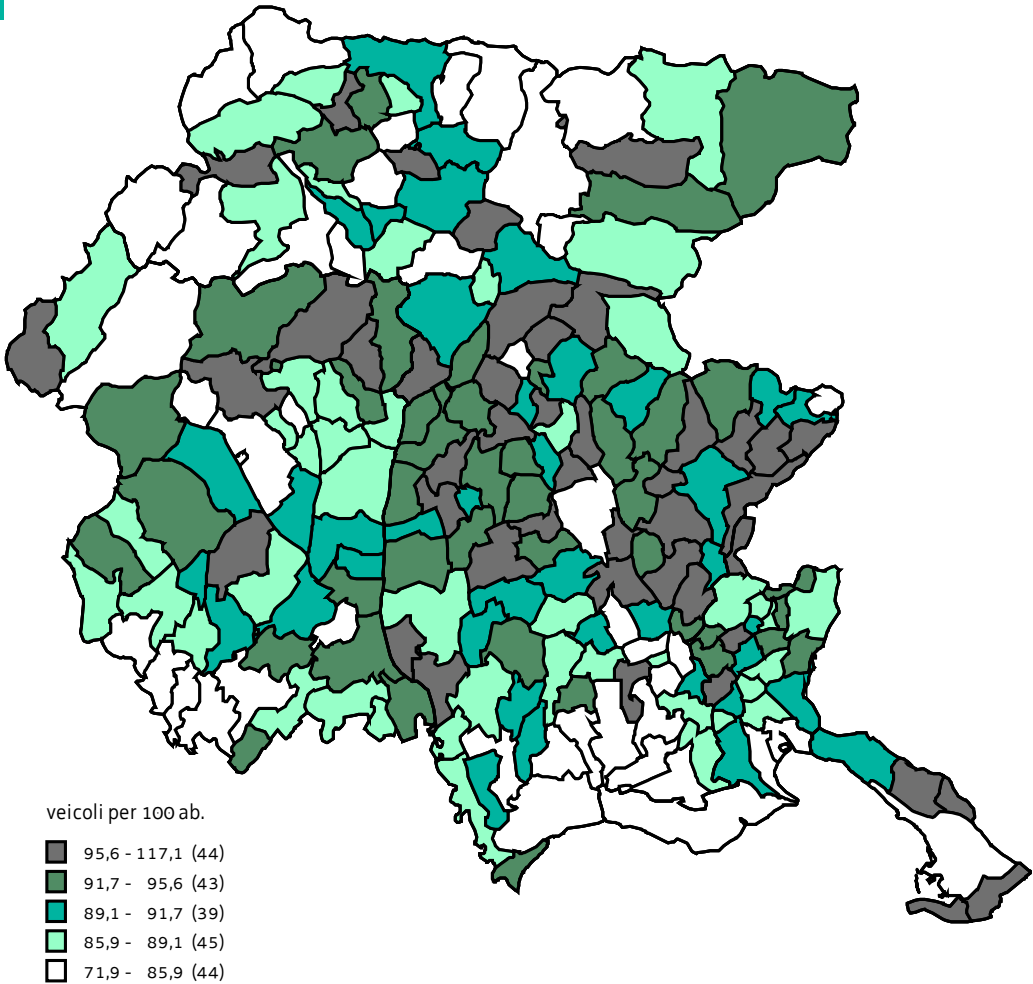 veicoli per 100 ab.
95,6 - 117,1 (44)
91,7 - 95,6 (43)
89,1 - 91,7 (39)
85,9 - 89,1 (45)
71,9 - 85,9 (44)